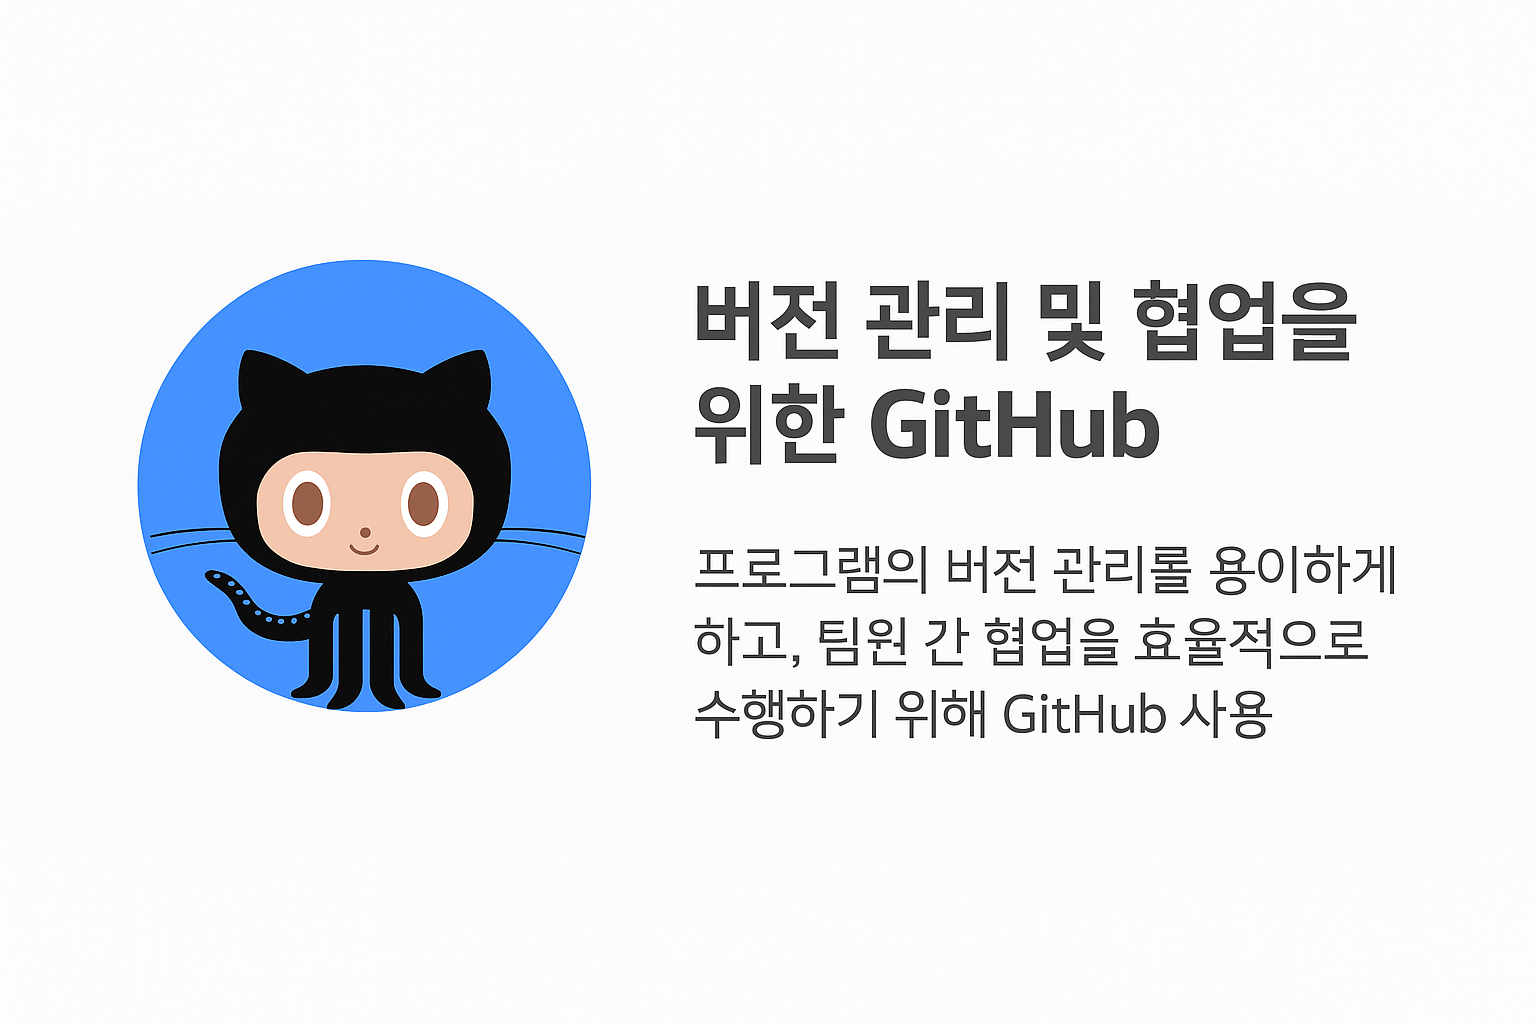 버전 관리 및 협업을
위한 GitHub
프로그램의 버전 관리롤 용이하게
하고, 팀원 간 협업을 효율적으로
수행하기 위해 GitHub 사용